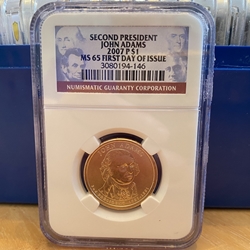 SECOND PRESIDENT
JOHN ADAMS
2007 P $1
MS 65 FIRST DAY OF ISSUE
3080194-146
NUMISMATIC GUARANTY CORPORATION